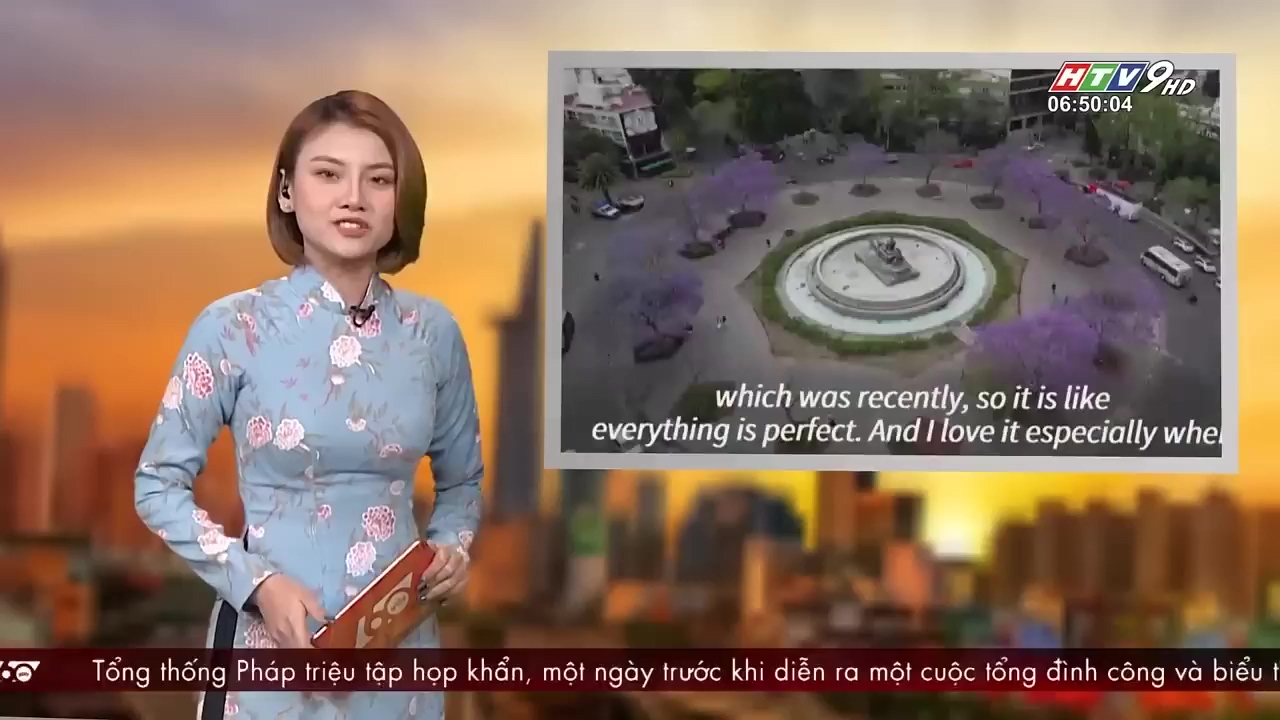 HTV9 HD
06:50:04
which was recently, so it is like
everything is perfect. And I love it especially whe
Tổng thống Pháp triệu tập họp khẩn, một ngày trước khi diễn ra một cuộc tổng đình công và biểu t